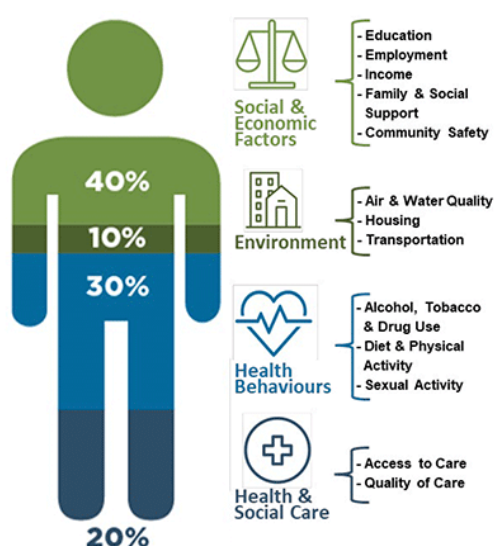 40%
10%
30%
20%
Social &
Economic
Factors
- Education
- Employment
- Income
- Family & Social
Support
- Community Safety
Environment
- Air & Water Quality
- Housing
- Transportation
Health
Behaviours
- Alcohol, Tobacco
& Drug Use
- Diet & Physical
Activity
- Sexual Activity
Health &
Social Care
- Access to Care
- Quality of Care